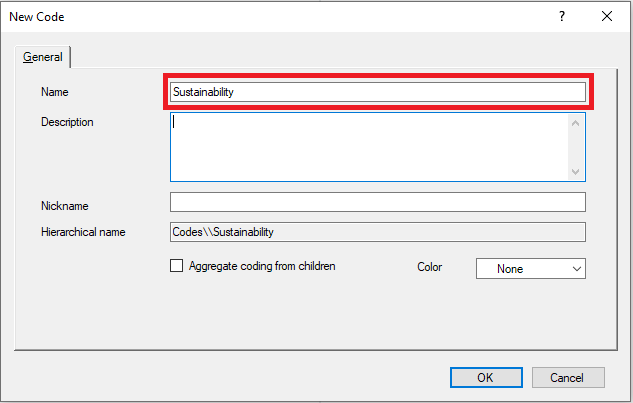 New Code
?
General
Name Sustainability
Description
Nickname
Hierarchical name Codes\\Sustainability
Aggregate coding from children Color None
OK Cancel